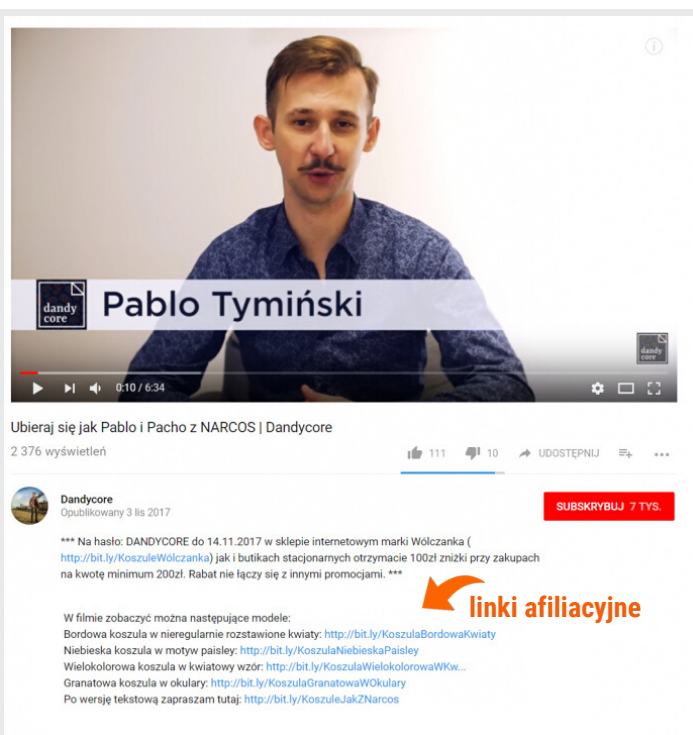 dandy
core
Pablo Tymiński
dandy
core
0:10 / 6:34
Ubieraj się jak Pablo i Pacho z NARCOS | Dandycore
2 376 wyświetleń
111
10
UDOSTĘPNIJ
Dandycore
Opublikowany 3 lis 2017
SUBSKRYBUJ 7 TYS.
*** Na hasło: DANDYCORE do 14.11.2017 w sklepie internetowym marki Wólczanka (
http://bit.ly/KoszuleWólczanka) jak i butikach stacjonarnych otrzymacie 100zł zniżki przy zakupach
na kwotę minimum 200zł. Rabat nie łączy się z innymi promocjami. ***
linki afiliacyjne
W filmie zobaczyć można następujące modele:
Bordowa koszula w nieregularnie rozstawione kwiaty: http://bit.ly/KoszulaBordowaKwiaty
Niebieska koszula w motyw paisley: http://bit.ly/KoszulaNiebieskaPaisley
Wielokolorowa koszula w kwiatowy wzór: http://bit.ly/KoszulaWielokolorowaWKw...
Granatowa koszula w okulary: http://bit.ly/KoszulaGranatowaWOkulary
Po wersję tekstową zapraszam tutaj: http://bit.ly/KoszuleJakZNarcos